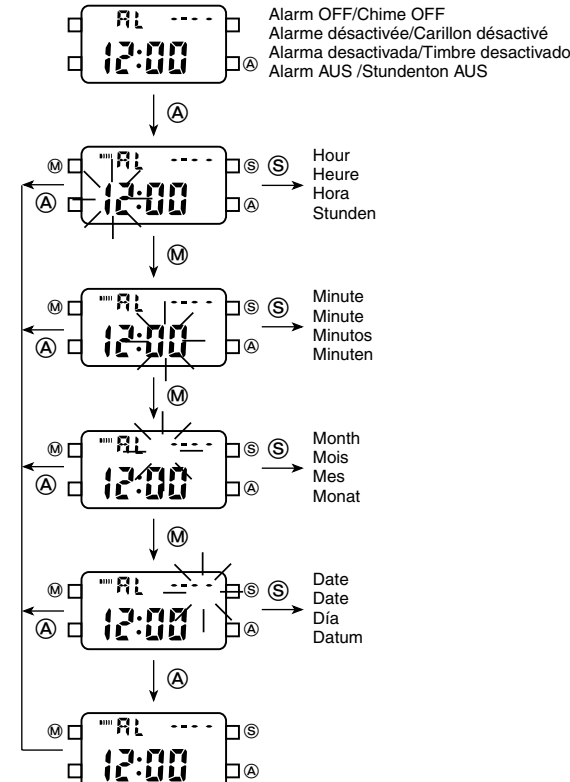 AL -- --
12:00
Ⓐ
Alarm OFF/Chime OFF
Alarme désactivée/Carillon désactivé
Alarma desactivada/Timbre desactivado
Alarm AUS /Stundenton AUS
Ⓐ
Ⓜ AL -- -- Ⓢ Ⓢ
Ⓐ 12:00 Ⓐ
Hour
Heure
Hora
Stunden
Ⓜ
Ⓜ AL -- -- Ⓢ Ⓢ
Ⓐ 12:00 Ⓐ
Minute
Minute
Minutos
Minuten
Ⓜ
Ⓜ AL -- -- Ⓢ Ⓢ
Ⓐ 12:00 Ⓐ
Month
Mois
Mes
Monat
Ⓜ
Ⓜ AL -- -- Ⓢ Ⓢ
Ⓐ 12:00 Ⓐ
Date
Date
Día
Datum
Ⓐ
Ⓜ AL -- -- Ⓢ
12:00 Ⓐ